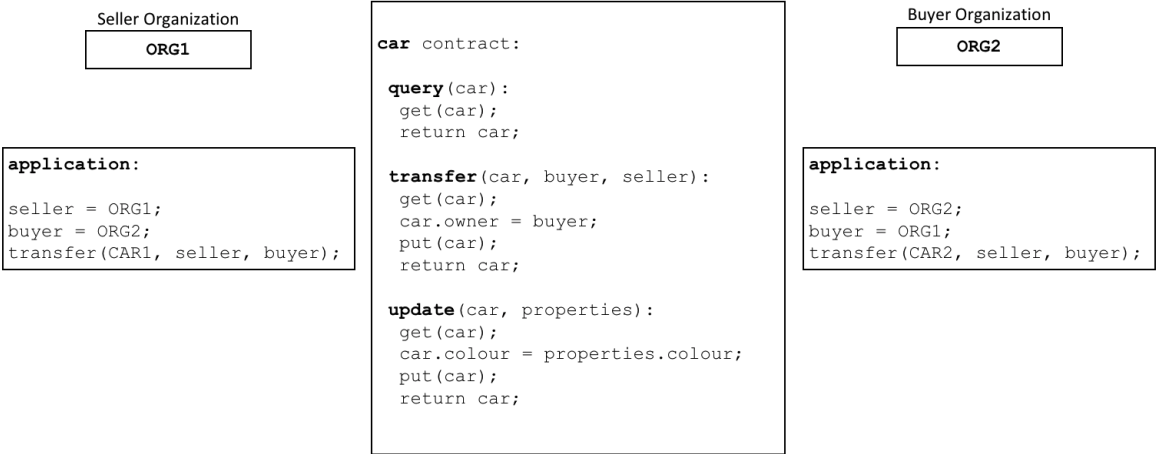 Seller Organization
ORG1
application:
seller = ORG1;
buyer = ORG2;
transfer(CAR1, seller, buyer);
car contract:
query(car):
get(car);
return car;
transfer(car, buyer, seller):
get(car);
car.owner = buyer;
put(car);
return car;
update(car, properties):
get(car);
car.colour = properties.colour;
put(car);
return car;
Buyer Organization
ORG2
application:
seller = ORG2;
buyer = ORG1;
transfer(CAR2, seller, buyer);